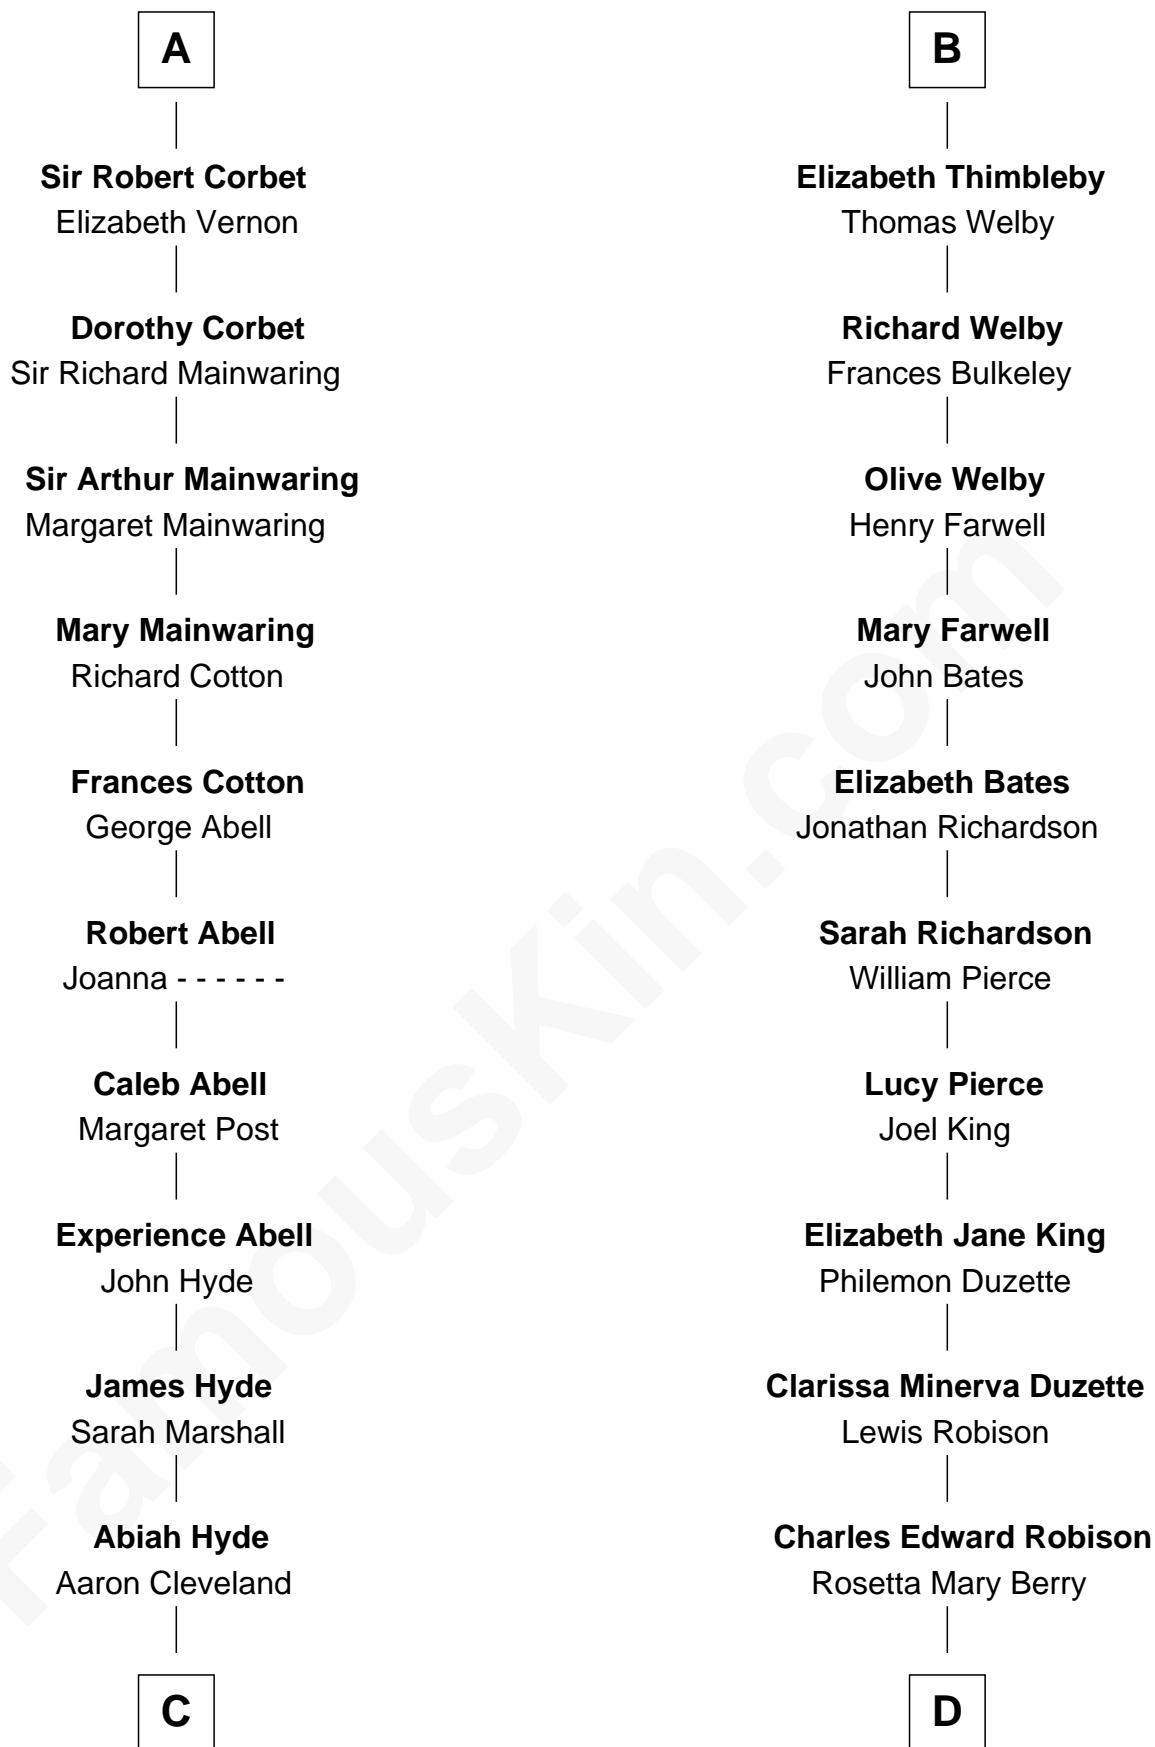 A
Sir Robert Corbet
Elizabeth Vernon
Dorothy Corbet
Sir Richard Mainwaring
Sir Arthur Mainwaring
Margaret Mainwaring
Mary Mainwaring
Richard Cotton
Frances Cotton
George Abell
Robert Abell
Joanna - - - - - -
Caleb Abell
Margaret Post
Experience Abell
John Hyde
James Hyde
Sarah Marshall
Abiah Hyde
Aaron Cleveland
C
B
Elizabeth Thimbleby
Thomas Welby
Richard Welby
Frances Bulkeley
Olive Welby
Henry Farwell
Mary Farwell
John Bates
Elizabeth Bates
Jonathan Richardson
Sarah Richardson
William Pierce
Lucy Pierce
Joel King
Elizabeth Jane King
Philemon Duzette
Clarissa Minerva Duzette
Lewis Robison
Charles Edward Robison
Rosetta Mary Berry
D
FamousKin.com